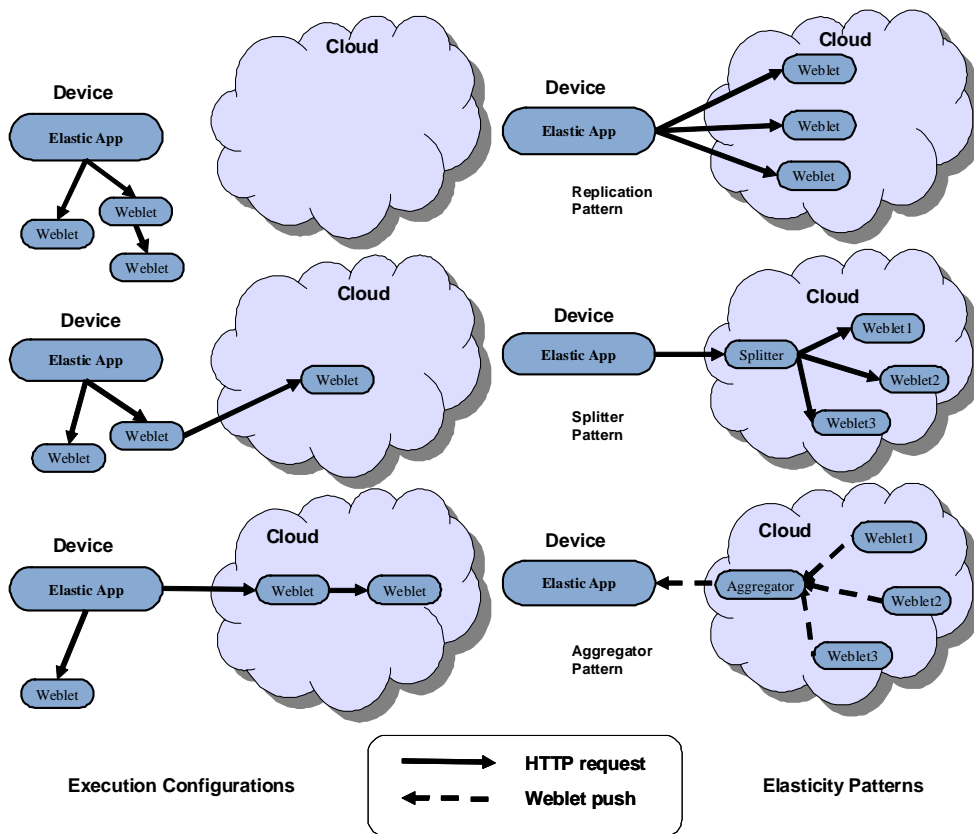 Cloud
Device
Elastic App
Weblet
Weblet
Weblet
Cloud
Device
Elastic App
Weblet
Weblet
Weblet
Cloud
Device
Elastic App
Weblet
Weblet
Weblet
Execution Configurations
Cloud
Device
Elastic App
Weblet
Weblet
Weblet
Replication
Pattern
Cloud
Device
Elastic App
Splitter
Weblet1
Weblet2
Weblet3
Splitter
Pattern
Cloud
Device
Elastic App
Aggregator
Weblet1
Weblet2
Weblet3
Aggregator
Pattern
HTTP request
Weblet push
Elasticity Patterns